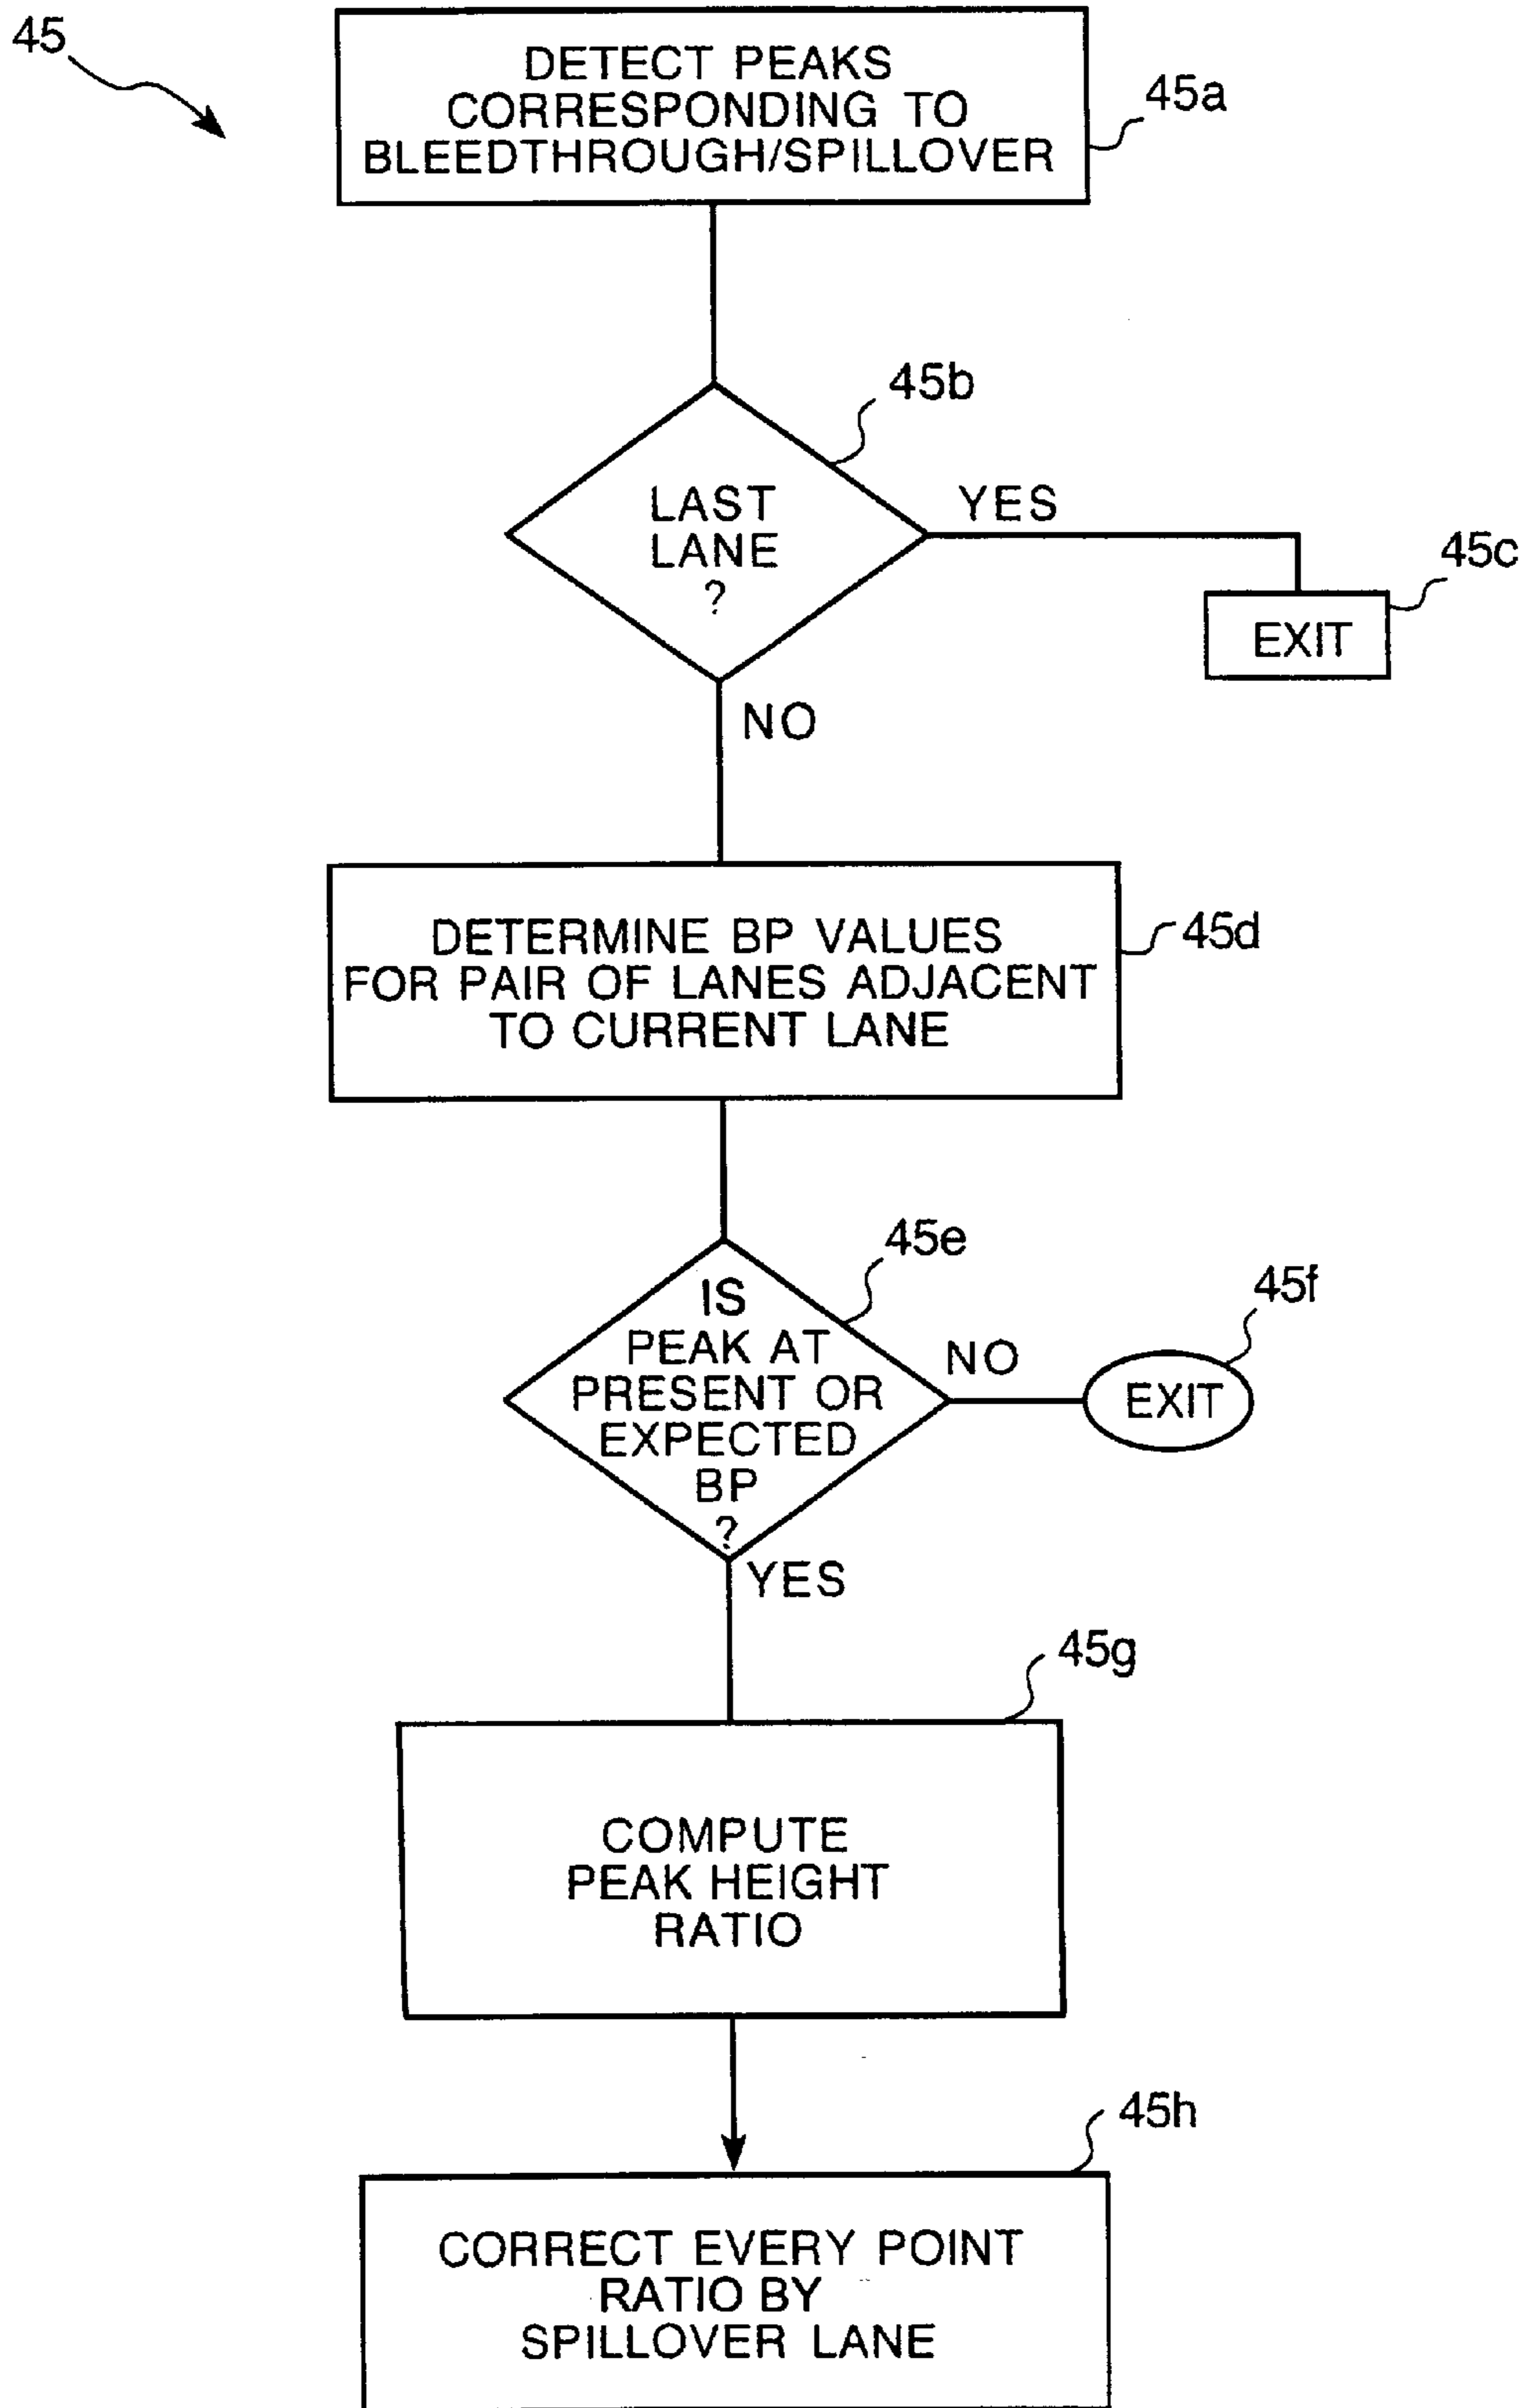 45
DETECT PEAKS
CORRESPONDING TO
BLEEDTHROUGH/SPILLOVER
45a
45b
LAST
LANE
?
YES
45c
EXIT
NO
DETERMINE BP VALUES
FOR PAIR OF LANES ADJACENT
TO CURRENT LANE
45d
45e
IS
PEAK AT
PRESENT OR
EXPECTED
BP
?
NO
45f
EXIT
YES
45g
COMPUTE
PEAK HEIGHT
RATIO
45h
CORRECT EVERY POINT
RATIO BY
SPILLOVER LANE